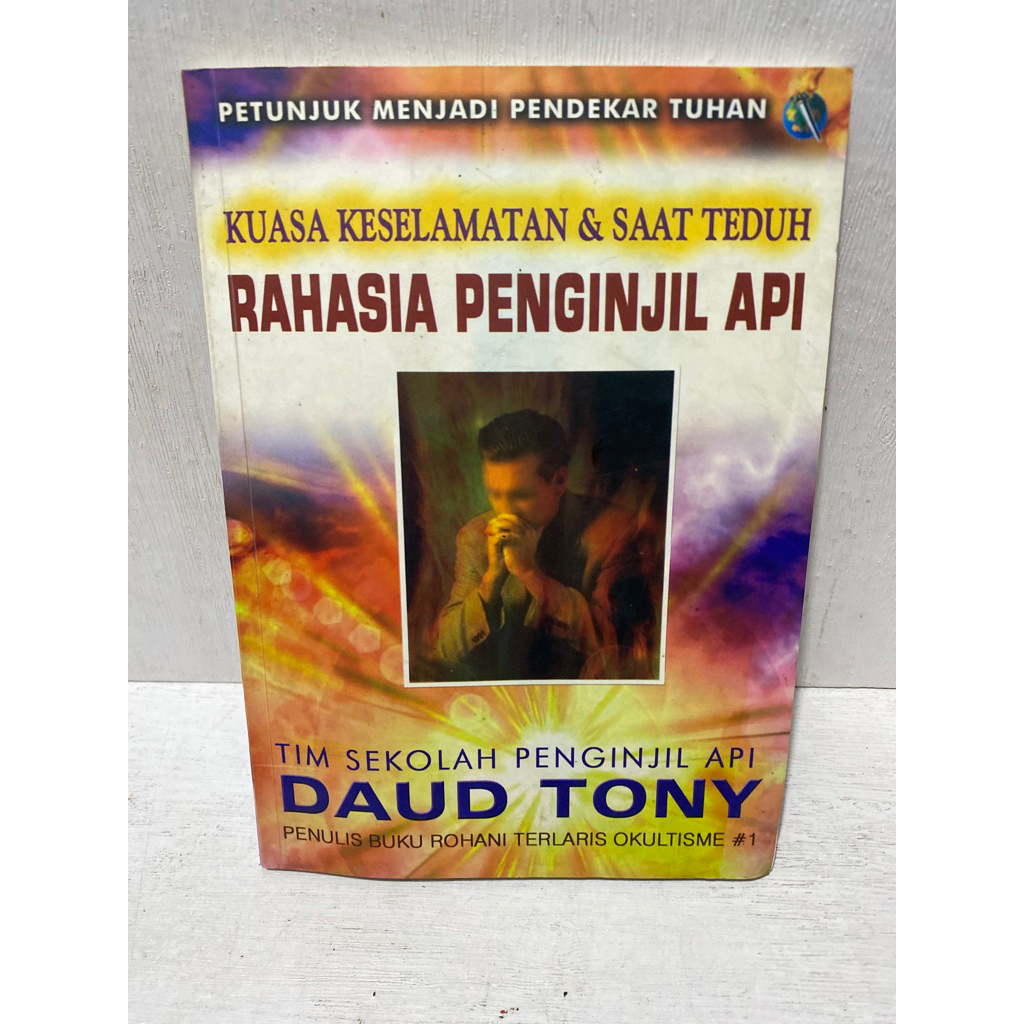 PETUNJUK MENJADI PENDEKAR TUHAN
KUASA KESELAMATAN & SAAT TEDUH
RAHASIA PENGINJIL API
TIM SEKOLAH PENGINJIL API
DAUD TONY
PENULIS BUKU ROHANI TERLARIS OKULTISME #1